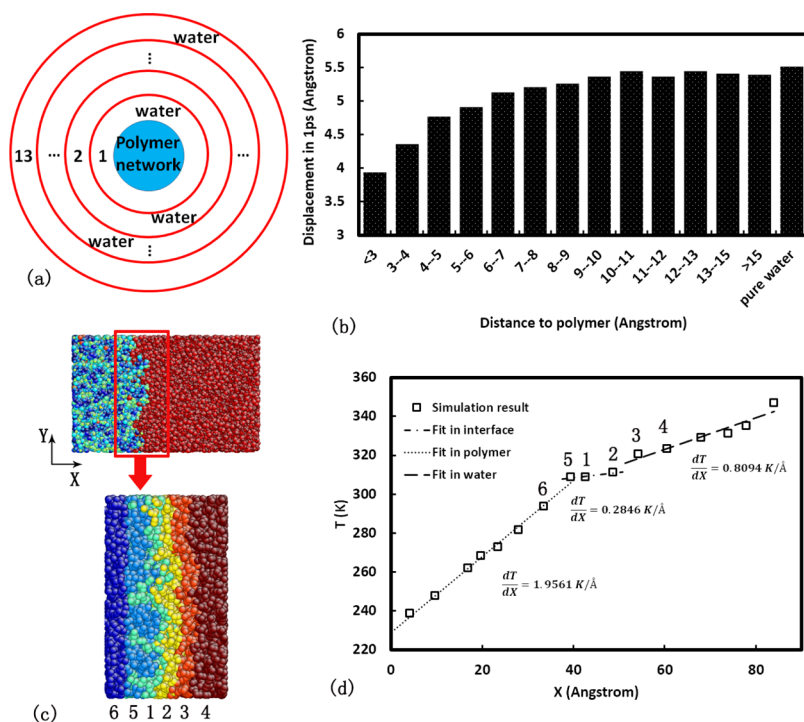 water
⋮
water
Polymer
network
13 ... 2 1 ...
water
water
⋮
(a)
Displacement in 1ps (Angstrom)
6
5.5
5
4.5
4
3.5
3
<3
3--4
4--5
5--6
6--7
7--8
8--9
9--10
10--11
11--12
12--13
13--15
>15
pure water
Distance to polymer (Angstrom)
(b)
Y
X
6 5 1 2 3 4
(c)
T (K)
360
340
320
300
280
260
240
220
Simulation result
Fit in interface
Fit in polymer
Fit in water
6
5
1
2
3
4
dT/dX = 0.8094 K/Å
dT/dX = 0.2846 K/Å
dT/dX = 1.9561 K/Å
0 20 40 60 80
X (Angstrom)
(d)